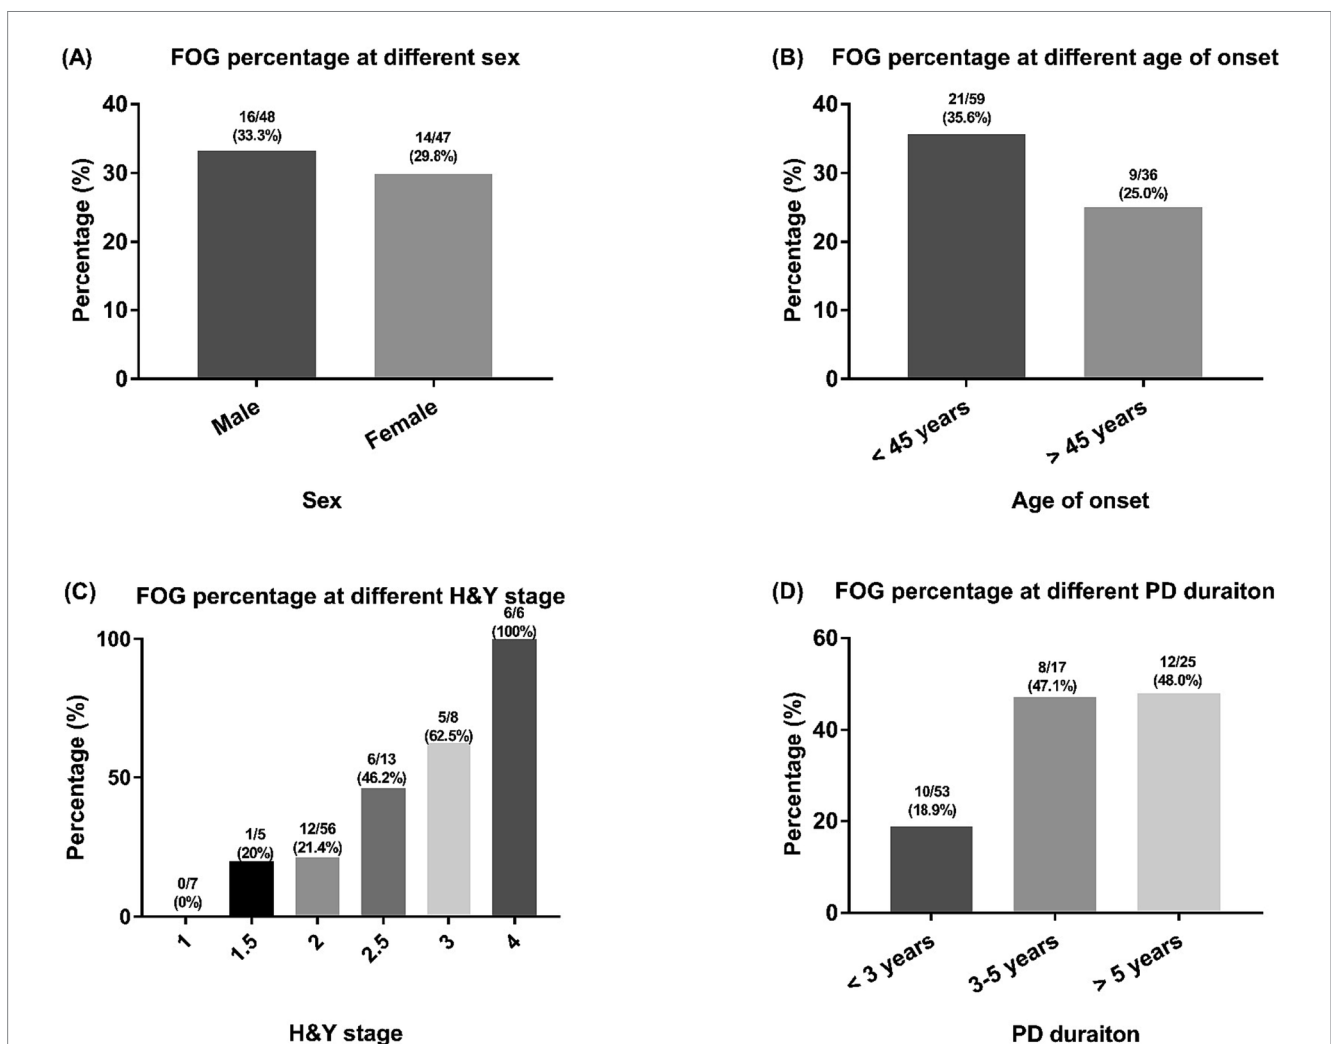 (A) FOG percentage at different sex
40
30
20
10
0
Percentage (%)
16/48
(33.3%)
14/47
(29.8%)
Male
Female
Sex
(B) FOG percentage at different age of onset
40
30
20
10
0
Percentage (%)
21/59
(35.6%)
9/36
(25.0%)
< 45 years
> 45 years
Age of onset
(C) FOG percentage at different H&Y stage
100
50
0
Percentage (%)
0/7
(0%)
1/5
(20%)
12/56
(21.4%)
6/13
(46.2%)
5/8
(62.5%)
6/6
(100%)
1
1.5
2
2.5
3
4
H&Y stage
(D) FOG percentage at different PD duraiton
60
40
20
0
Percentage (%)
10/53
(18.9%)
8/17
(47.1%)
12/25
(48.0%)
< 3 years
3-5 years
> 5 years
PD duraiton